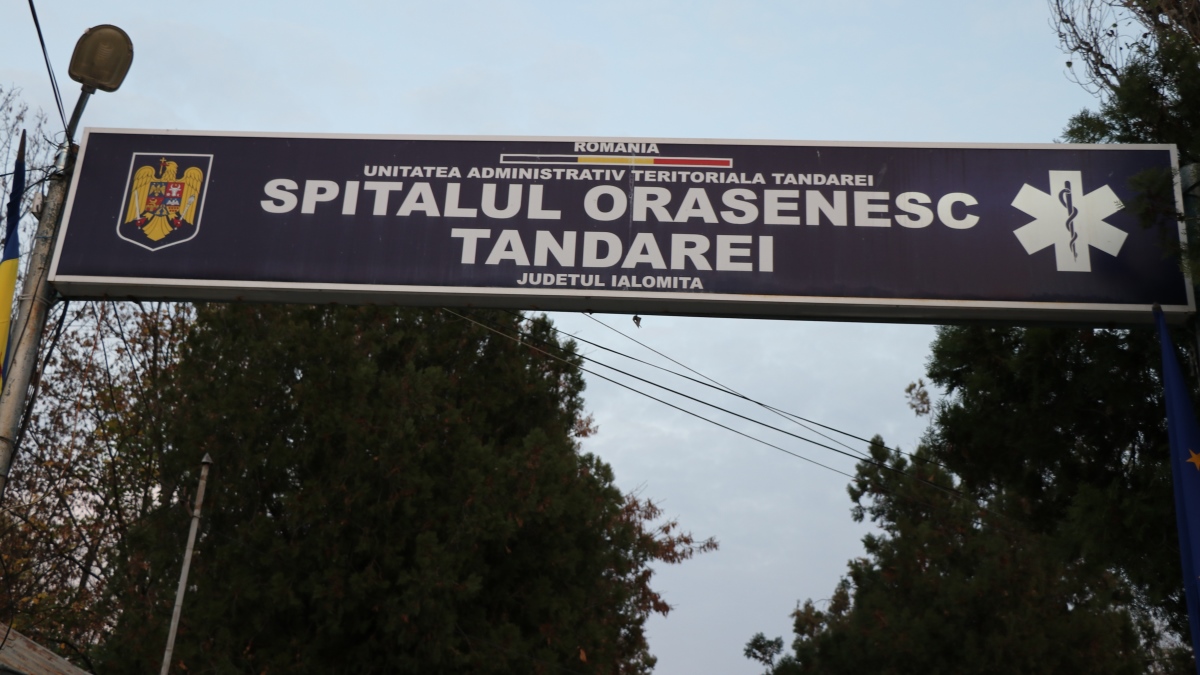 ROMANIA
UNITATEA ADMINISTRATIV TERITORIALA TANDAREI
SPITALUL ORASENESC
TANDAREI
JUDETUL IALOMITA